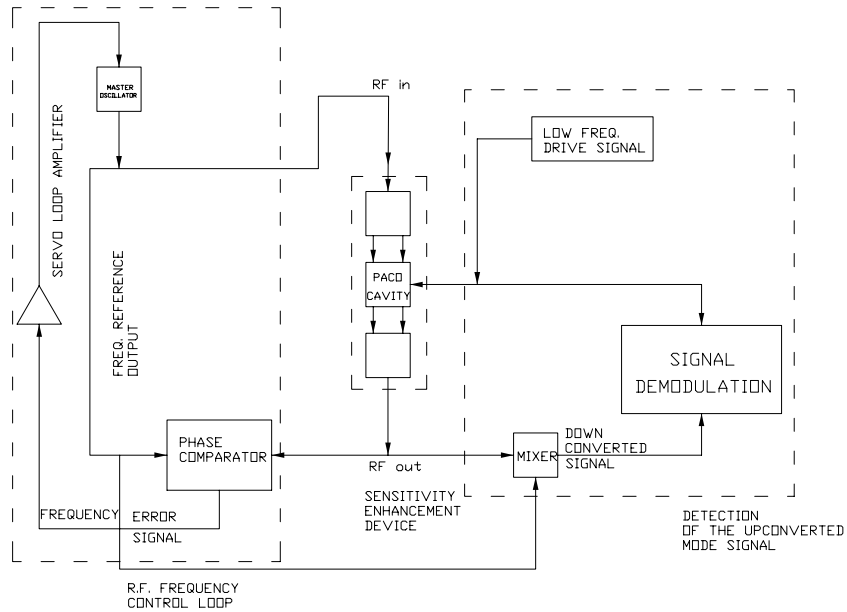 MASTER
OSCILLATOR
SERVO LOOP AMPLIFIER
FREQ. REFERENCE
OUTPUT
RF in
LOW FREQ.
DRIVE SIGNAL
PACO
CAVITY
SIGNAL
DEMODULATION
PHASE
COMPARATOR
RF out
MIXER
DOWN
CONVERTED
SIGNAL
FREQUENCY ERROR
SIGNAL
SENSITIVITY
ENHANCEMENT
DEVICE
DETECTION
OF THE UPCONVERTED
MODE SIGNAL
R.F. FREQUENCY
CONTROL LOOP